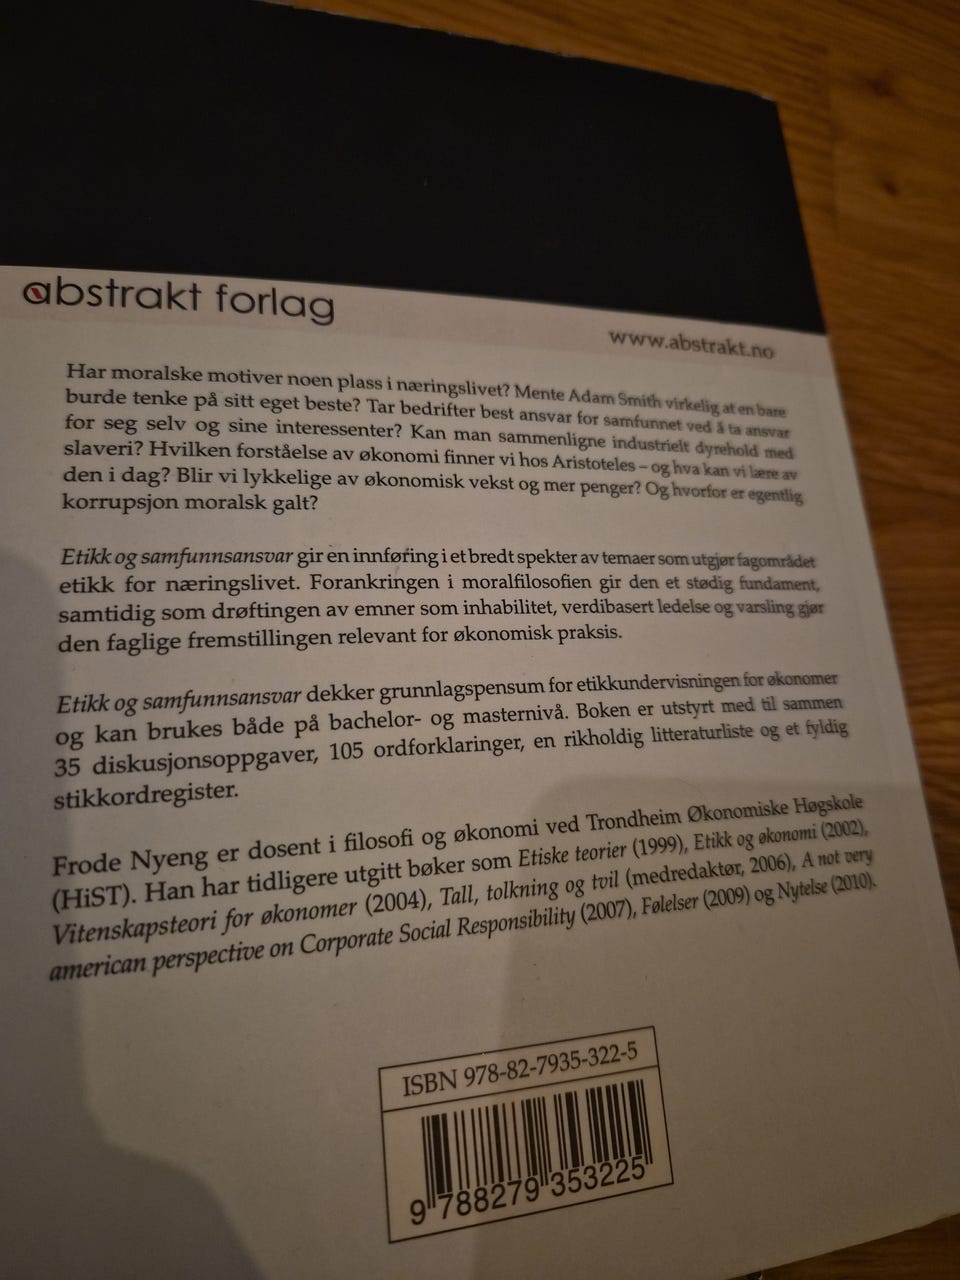 abstrakt forlag
www.abstrakt.no
Har moralske motiver noen plass i næringslivet? Mente Adam Smith virkelig at en bare
burde tenke på sitt eget beste? Tar bedrifter best ansvar for samfunnet ved å ta ansvar
for seg selv og sine interessenter? Kan man sammenligne industrielt dyrehold med
slaveri? Hvilken forståelse av økonomi finner vi hos Aristoteles – og hva kan vi lære av
den i dag? Blir vi lykkelige av økonomisk vekst og mer penger? Og hvorfor er egentlig
korrupsjon moralsk galt?
Etikk og samfunnsansvar gir en innføring i et bredt spekter av temaer som utgjør fagområdet
etikk for næringslivet. Forankringen i moralfilosofien gir den et stødig fundament,
samtidig som drøftingen av emner som inhabilitet, verdibasert ledelse og varsling gjør
den faglige fremstillingen relevant for økonomisk praksis.
Etikk og samfunnsansvar dekker grunnlagspensum for etikkundervisningen for økonomer
og kan brukes både på bachelor- og masternivå. Boken er utstyrt med til sammen
35 diskusjonsoppgaver, 105 ordforklaringer, en rikholdig litteraturliste og et fyldig
stikkordregister.
Frode Nyeng er dosent i filosofi og økonomi ved Trondheim Økonomiske Høgskole
(HiST). Han har tidligere utgitt bøker som Etiske teorier (1999), Etikk og økonomi (2002),
Vitenskapsteori for økonomer (2004), Tall, tolkning og tvil (medredaktør, 2006), A not very
american perspective on Corporate Social Responsibility (2007), Følelser (2009) og Nytelse (2010).
ISBN 978-82-7935-322-5
9 788279 353225